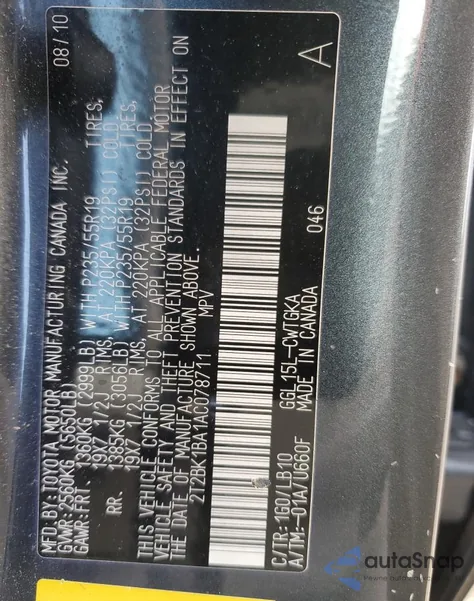 MFD.BY:TOYOTA MOTOR MANUFACTURING CANADA INC. 08/10
GVWR:2560KG (5650LB)
GAWR:FRT. 1360KG (2999LB) WITH P235/55R19 TIRES,
19X7 1/2J RIMS, AT 220KPA (32PSI) COLD.
RR. 1385KG (3056LB) WITH P235/55R19 TIRES,
19X7 1/2J RIMS, AT 220KPA (32PSI) COLD.
THIS VEHICLE CONFORMS TO ALL APPLICABLE FEDERAL MOTOR
VEHICLE SAFETY AND THEFT PREVENTION STANDARDS IN EFFECT ON
THE DATE OF MANUFACTURE SHOWN ABOVE.
2T2BK1BA1AC078711 MPV
C/TR:1G0/LB10 GGL15L-CWTGKA
A/TM:-01A/U660F MADE IN CANADA 046 A
autoSnap